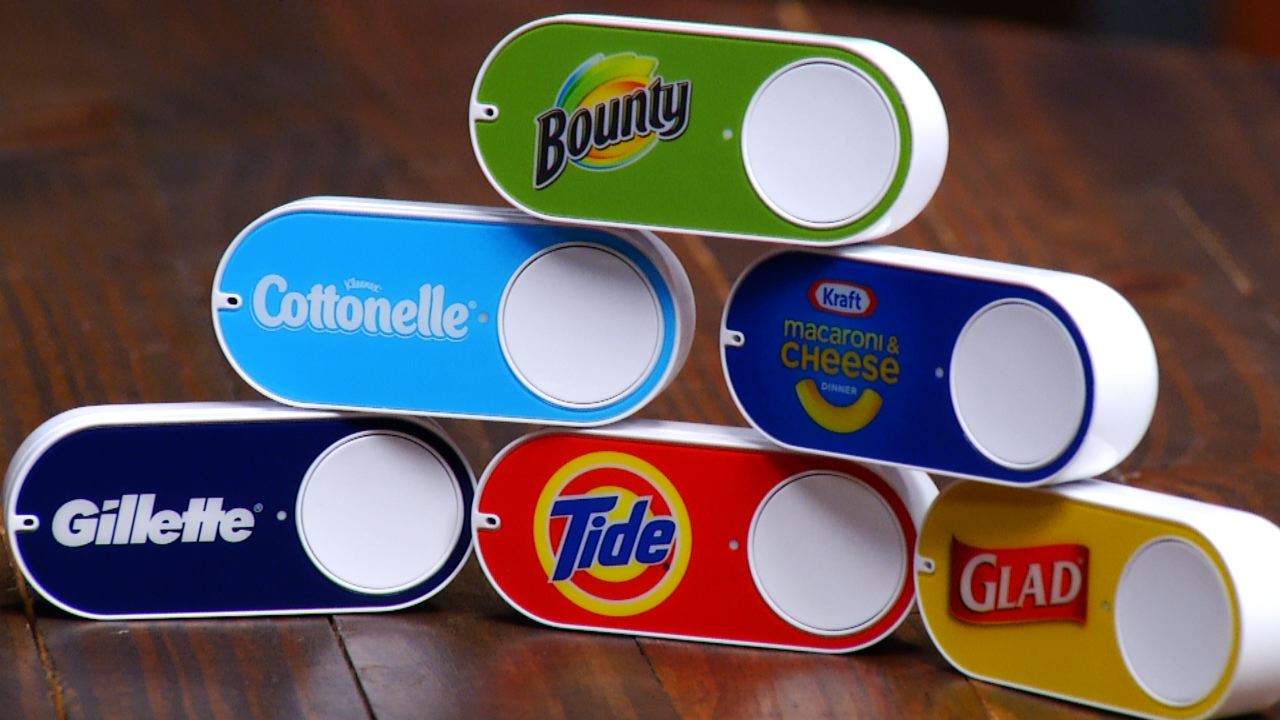 Bounty
Kleenex
Cottonelle®
Kraft
macaroni &
CHeese
DINNER
Gillette®
Tide®
GLAD®